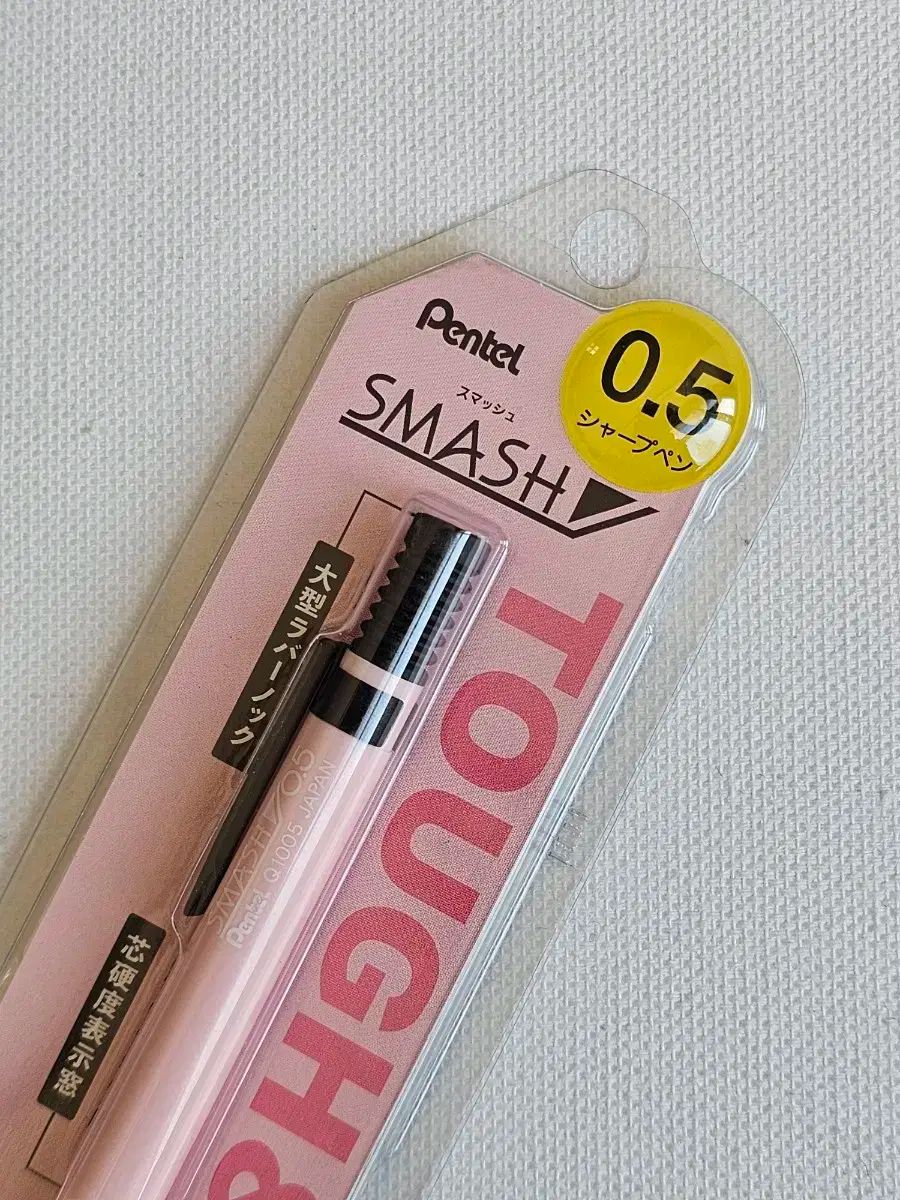 Pentel
スマッシュ
SMASH
0.5
シャープペン
大型ラバーノック
SMASH 0.5
Pentel Q1005 JAPAN
芯硬度表示窓
TOUGH&